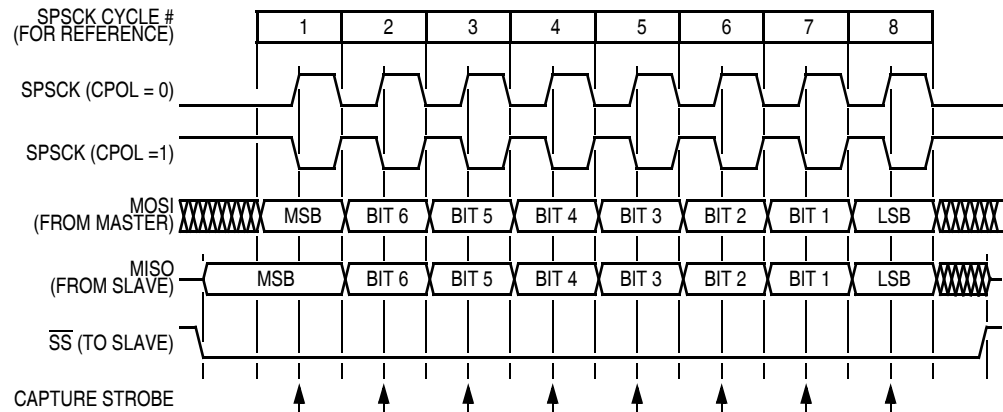 SPSCK CYCLE #
(FOR REFERENCE)
1 2 3 4 5 6 7 8
SPSCK (CPOL = 0)
SPSCK (CPOL =1)
MOSI
(FROM MASTER)
MSB BIT 6 BIT 5 BIT 4 BIT 3 BIT 2 BIT 1 LSB
MISO
(FROM SLAVE)
MSB BIT 6 BIT 5 BIT 4 BIT 3 BIT 2 BIT 1 LSB
SS (TO SLAVE)
CAPTURE STROBE